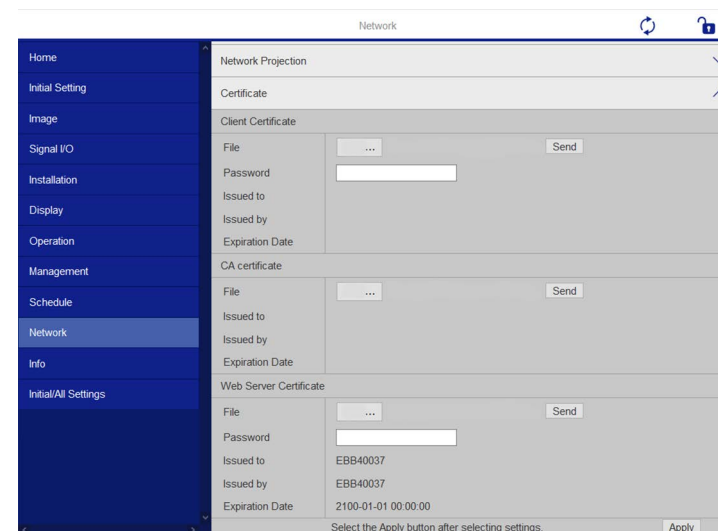 Network
Home
Initial Setting
Image
Signal I/O
Installation
Display
Operation
Management
Schedule
Network
Info
Initial/All Settings
Network Projection
Certificate
Client Certificate
File ... Send
Password
Issued to
Issued by
Expiration Date
CA certificate
File ... Send
Issued to
Issued by
Expiration Date
Web Server Certificate
File ... Send
Password
Issued to EBB40037
Issued by EBB40037
Expiration Date 2100-01-01 00:00:00
Select the Apply button after selecting settings. Apply